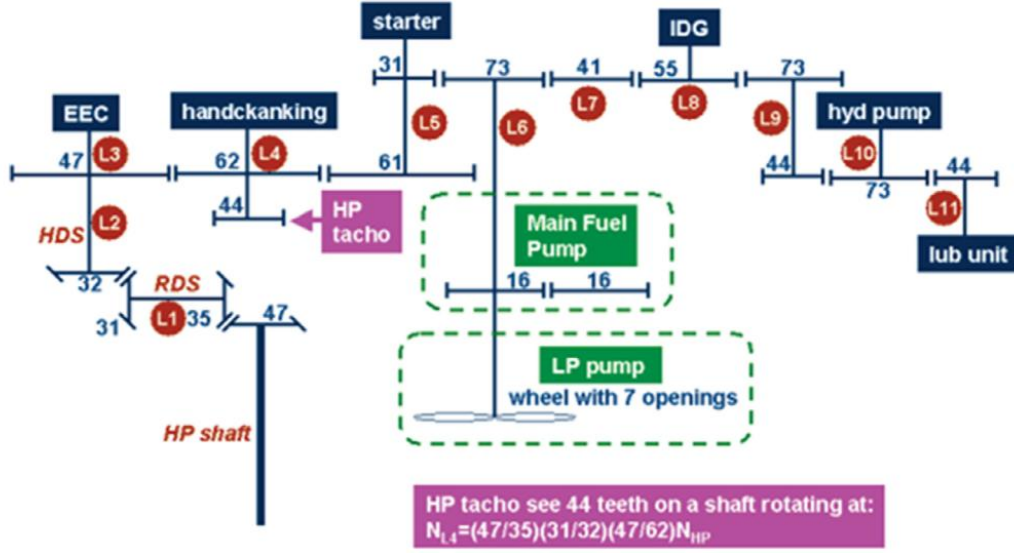 starter
IDG
31
73
41
55
73
EEC
handckanking
L5
L6
L7
L8
L9
hyd pump
47
L3
62
L4
61
44
L10
73
44
L11
L2
HDS
44
HP
tacho
Main Fuel
Pump
lub unit
32
RDS
31
L1
35
47
16
16
LP pump
wheel with 7 openings
HP shaft
HP tacho see 44 teeth on a shaft rotating at:
N_L4=(47/35)(31/32)(47/62)N_HP